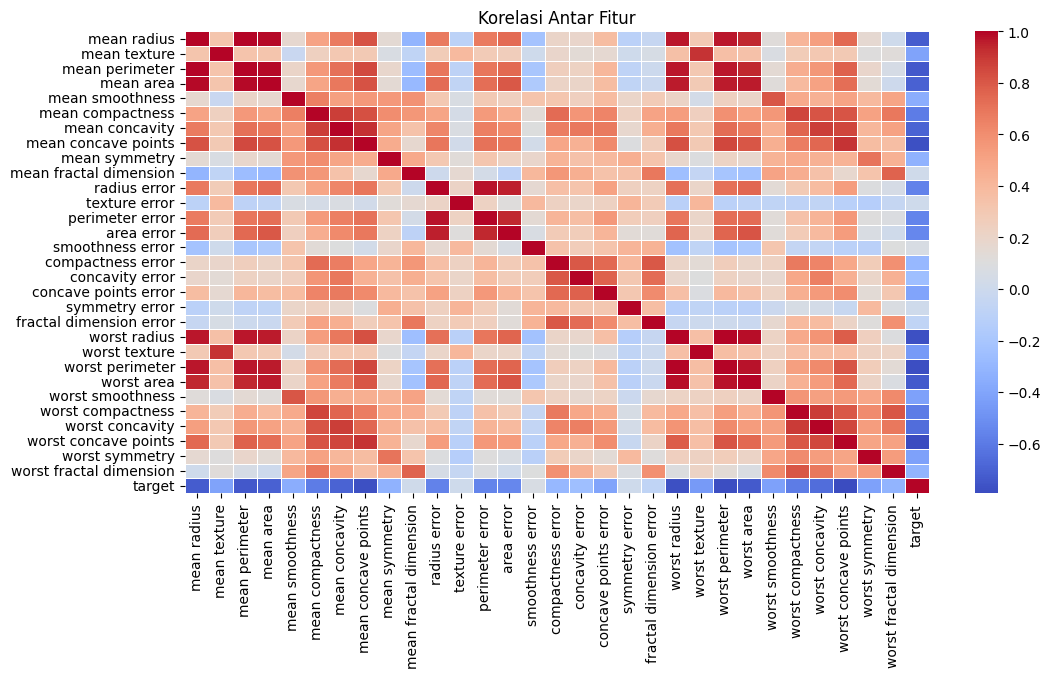 Korelasi Antar Fitur
mean radius
mean texture
mean perimeter
mean area
mean smoothness
mean compactness
mean concavity
mean concave points
mean symmetry
mean fractal dimension
radius error
texture error
perimeter error
area error
smoothness error
compactness error
concavity error
concave points error
symmetry error
fractal dimension error
worst radius
worst texture
worst perimeter
worst area
worst smoothness
worst compactness
worst concavity
worst concave points
worst symmetry
worst fractal dimension
target
mean radius
mean texture
mean perimeter
mean area
mean smoothness
mean compactness
mean concavity
mean concave points
mean symmetry
mean fractal dimension
radius error
texture error
perimeter error
area error
smoothness error
compactness error
concavity error
concave points error
symmetry error
fractal dimension error
worst radius
worst texture
worst perimeter
worst area
worst smoothness
worst compactness
worst concavity
worst concave points
worst symmetry
worst fractal dimension
target
1.0
0.8
0.6
0.4
0.2
0.0
−0.2
−0.4
−0.6